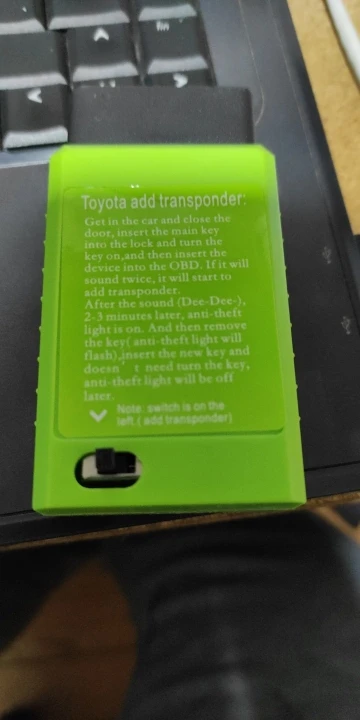 fn
Toyota add transponder:
Get in the car and close the
door, insert the main key
into the lock and turn the
key on,and then insert the
device into the OBD. If it will
sound twice, it will start to
add transponder.
After the sound (Dee-Dee-),
2-3 minutes later, anti-theft
light is on. And then remove
the key( anti-theft light will
flash),insert the new key and
doesn' t need turn the key,
anti-theft light will be off
later.
Note: switch is on the
left.( add transponder)